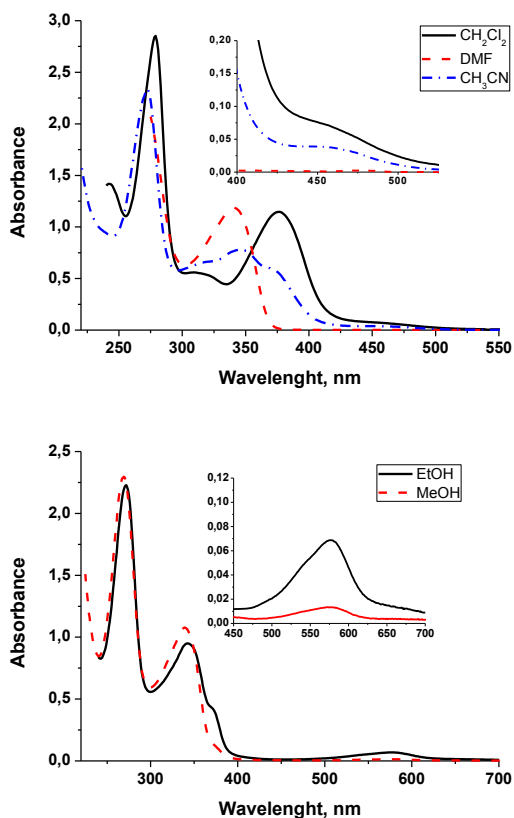 3,0
2,5
2,0
1,5
1,0
0,5
0,0
Absorbance
250 300 350 400 450 500 550
Wavelenght, nm
CH2Cl2
DMF
CH3CN
0,20
0,15
0,10
0,05
0,00
400 450 500
2,5
2,0
1,5
1,0
0,5
0,0
Absorbance
300 400 500 600 700
Wavelenght, nm
EtOH
MeOH
0,12
0,10
0,08
0,06
0,04
0,02
0,00
450 500 550 600 650 700